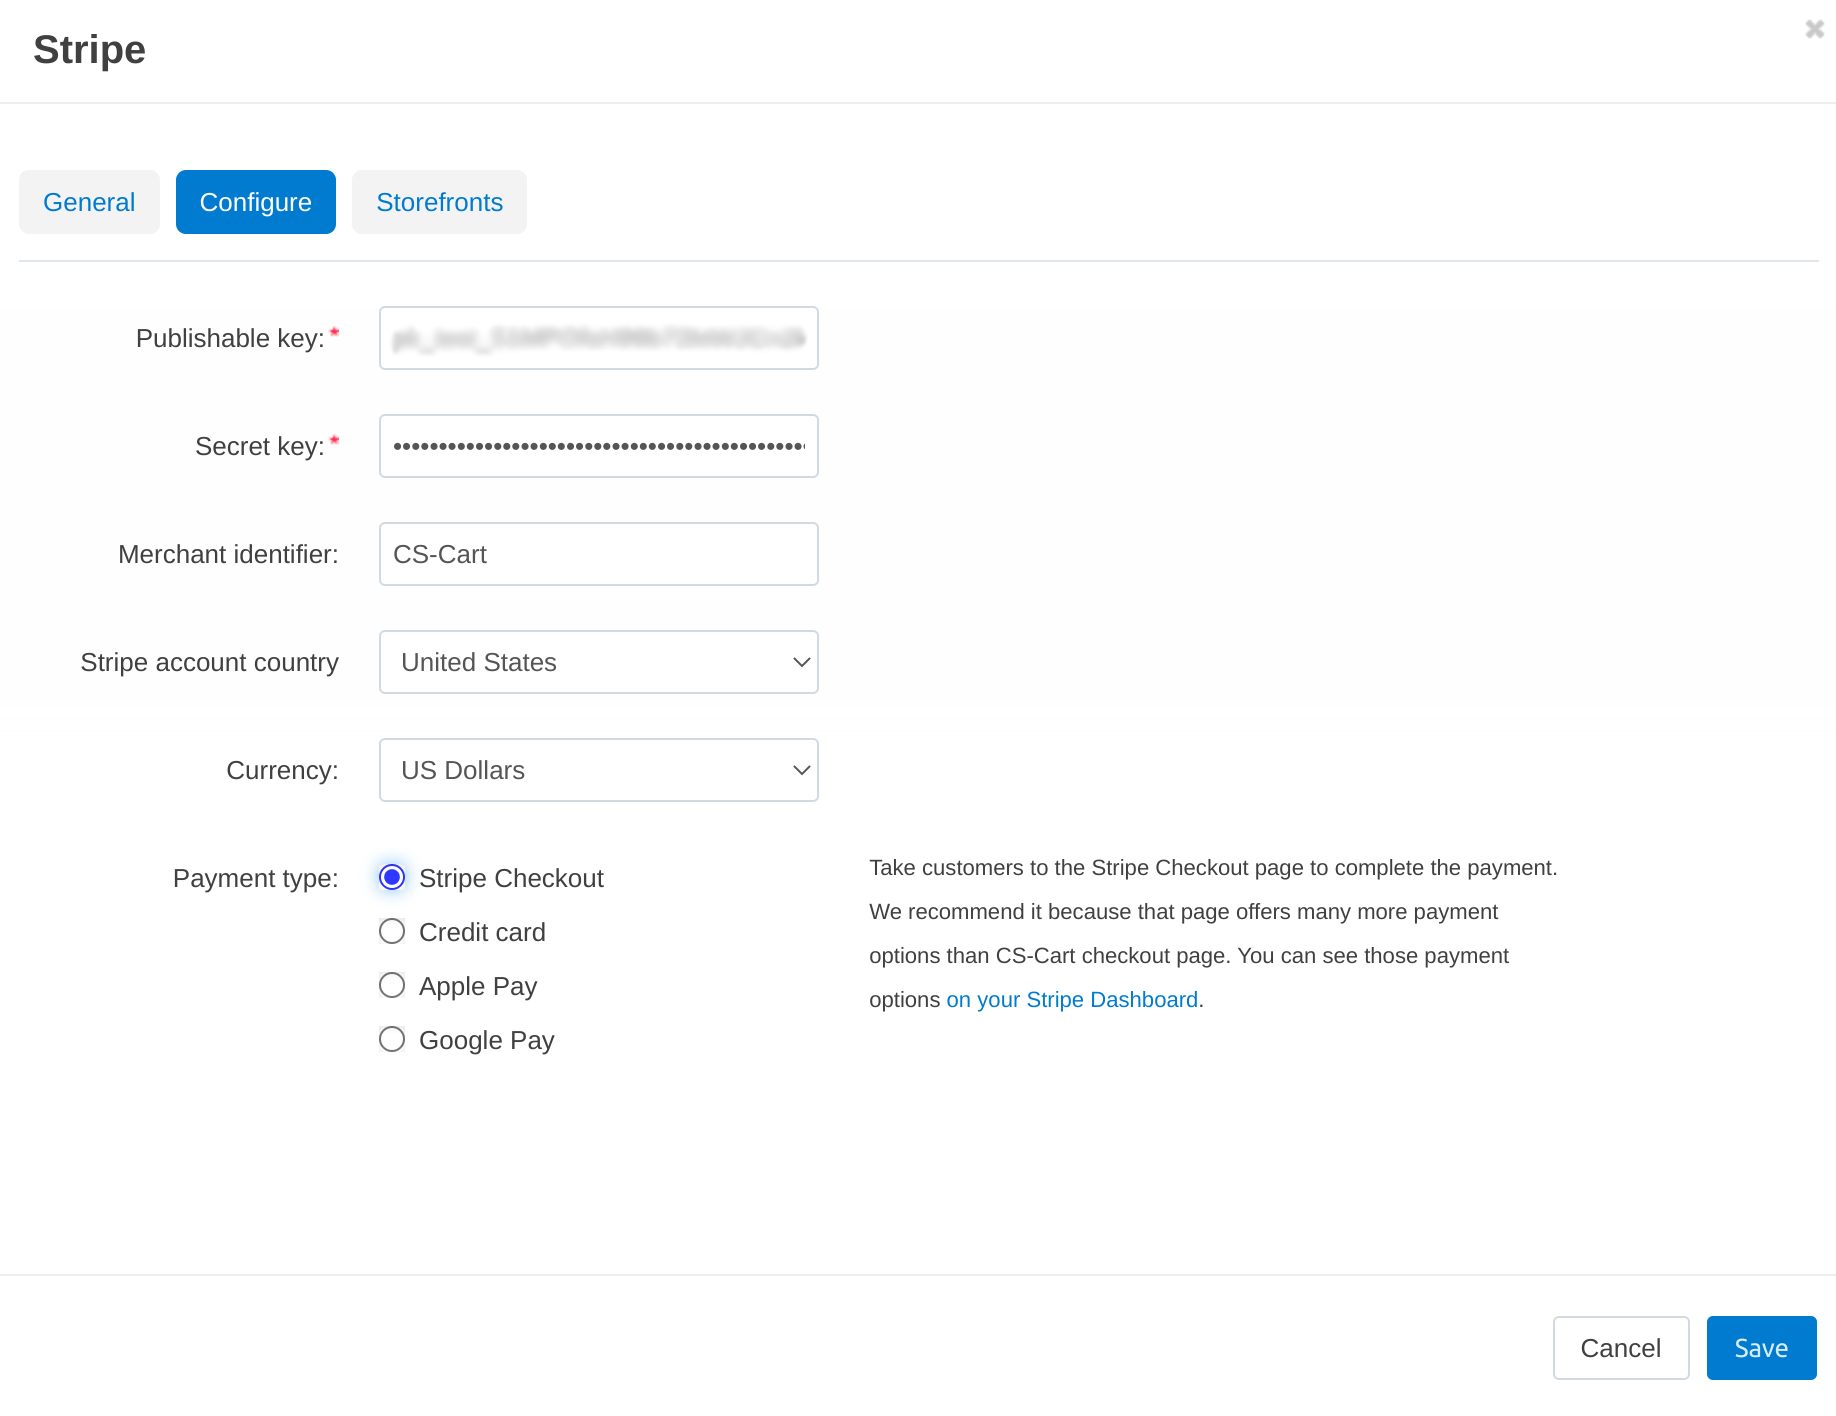 Stripe
General Configure Storefronts
Publishable key:*
Secret key:*
Merchant identifier: CS-Cart
Stripe account country United States
Currency: US Dollars
Payment type: Stripe Checkout
Credit card
Apple Pay
Google Pay
Take customers to the Stripe Checkout page to complete the payment.
We recommend it because that page offers many more payment
options than CS-Cart checkout page. You can see those payment
options on your Stripe Dashboard.
Cancel Save